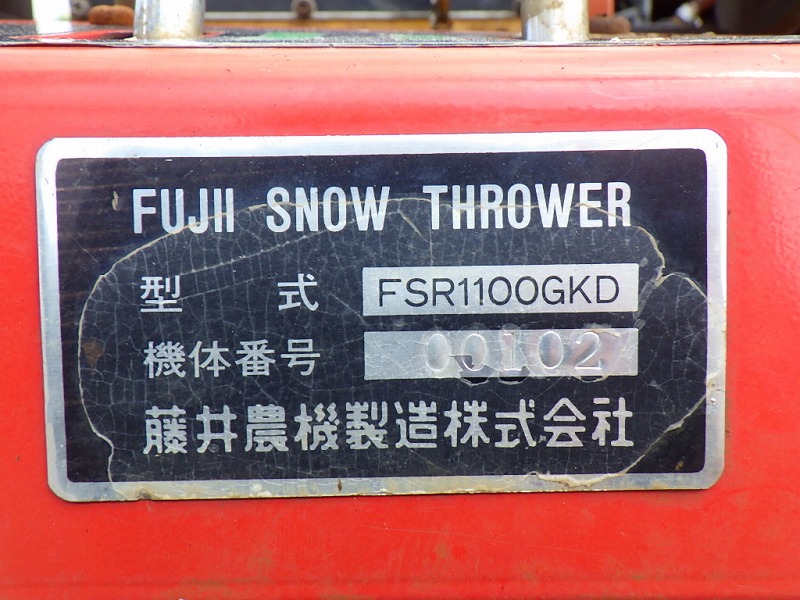 FUJII SNOW THROWER
型式 FSR1100GKD
機体番号 00102
藤井農機製造株式会社